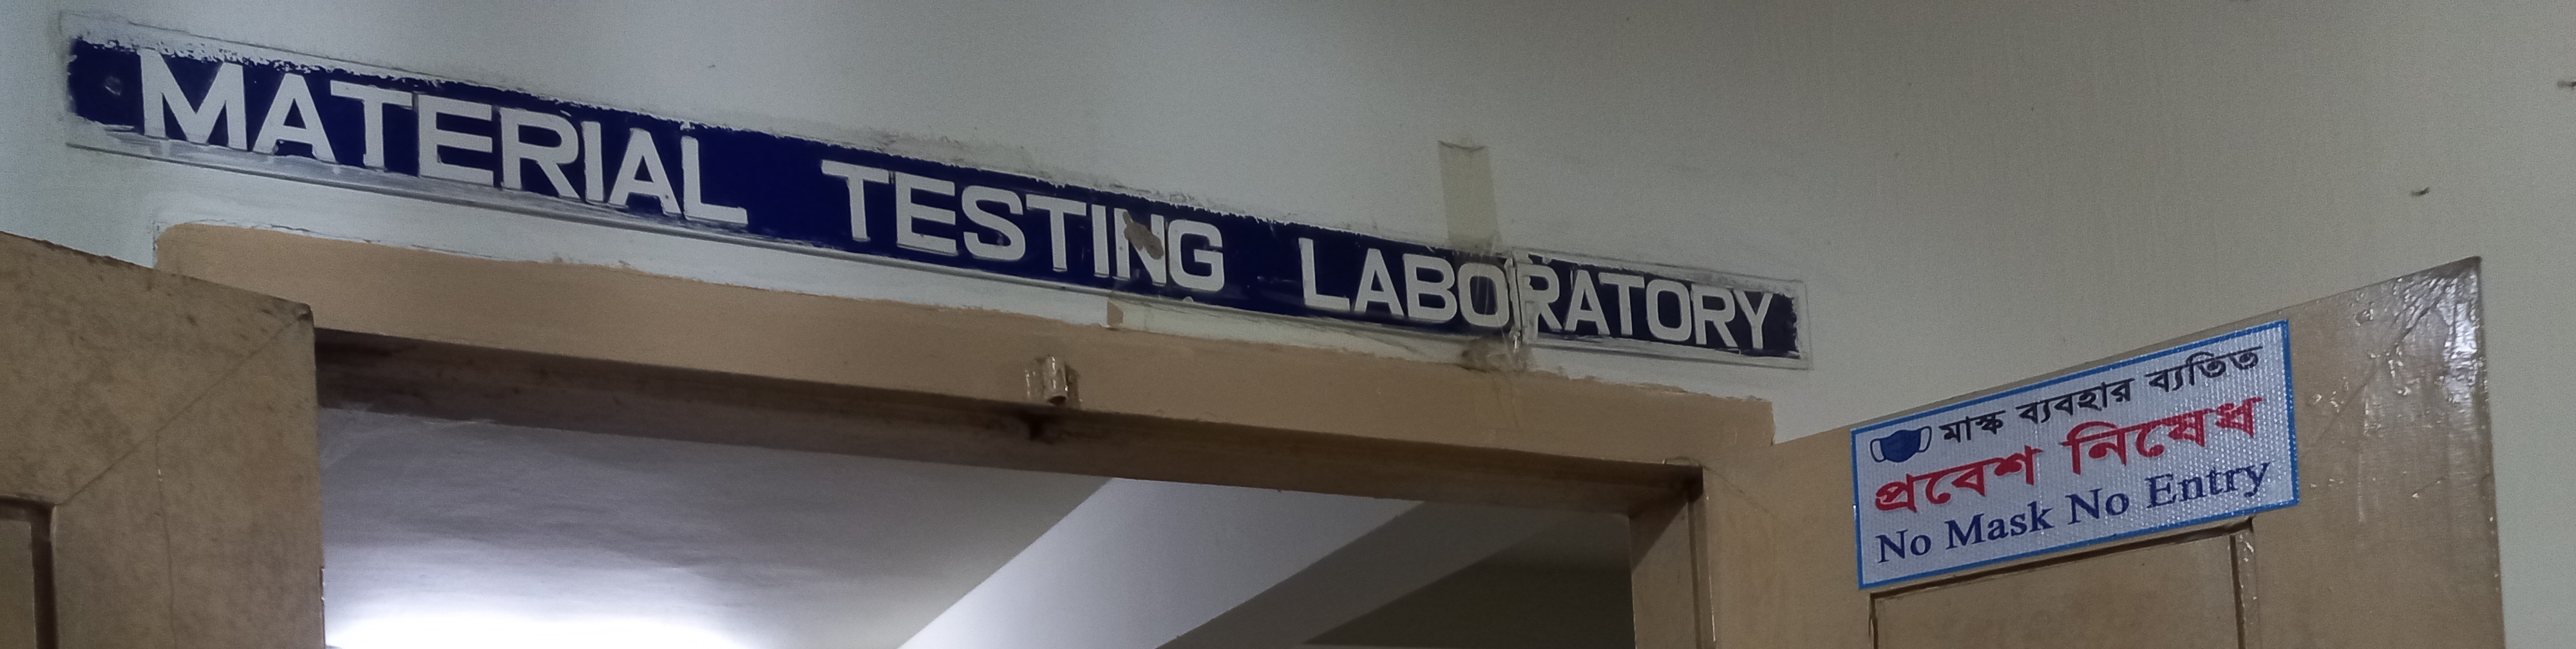 MATERIAL TESTING LABORATORY
মাস্ক ব্যবহার ব্যতিত
প্রবেশ নিষেধ
No Mask No Entry